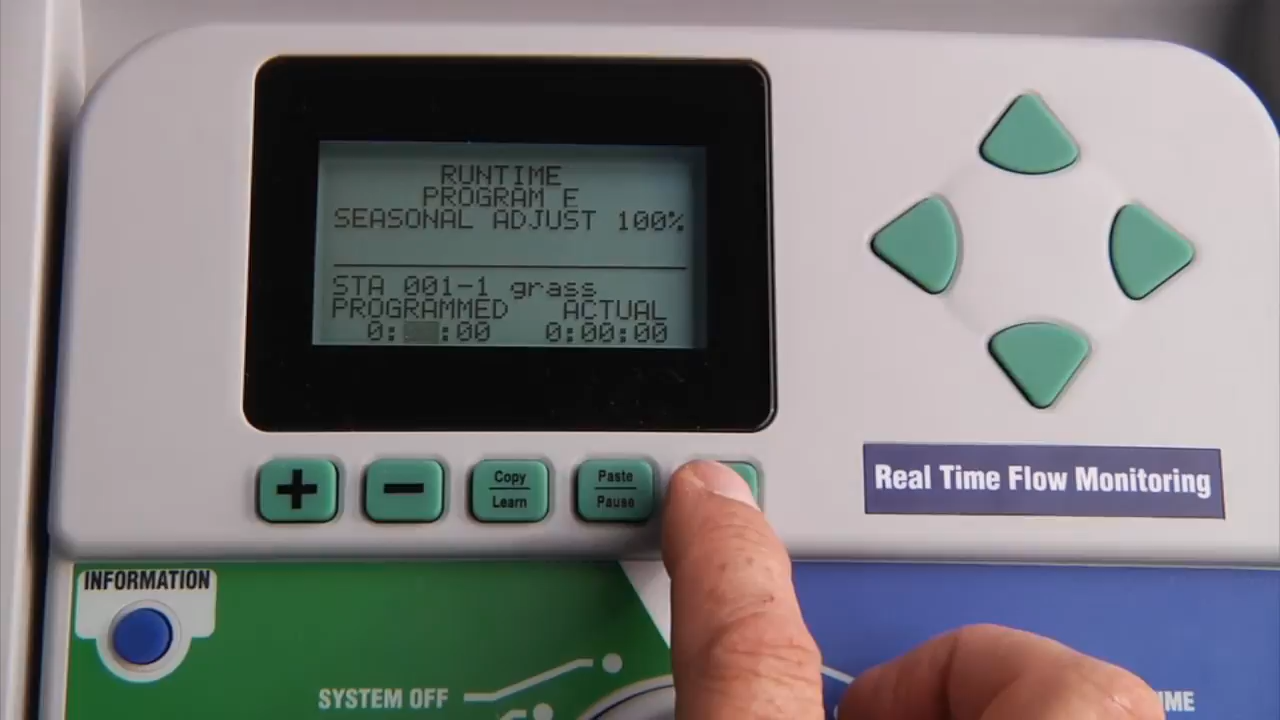 RUNTIME
PROGRAM E
SEASONAL ADJUST 100%
STA 001-1 grass
PROGRAMMED ACTUAL
0: :00 0:00:00
+ −
Copy
Learn
Paste
Pause
Real Time Flow Monitoring
INFORMATION
SYSTEM OFF